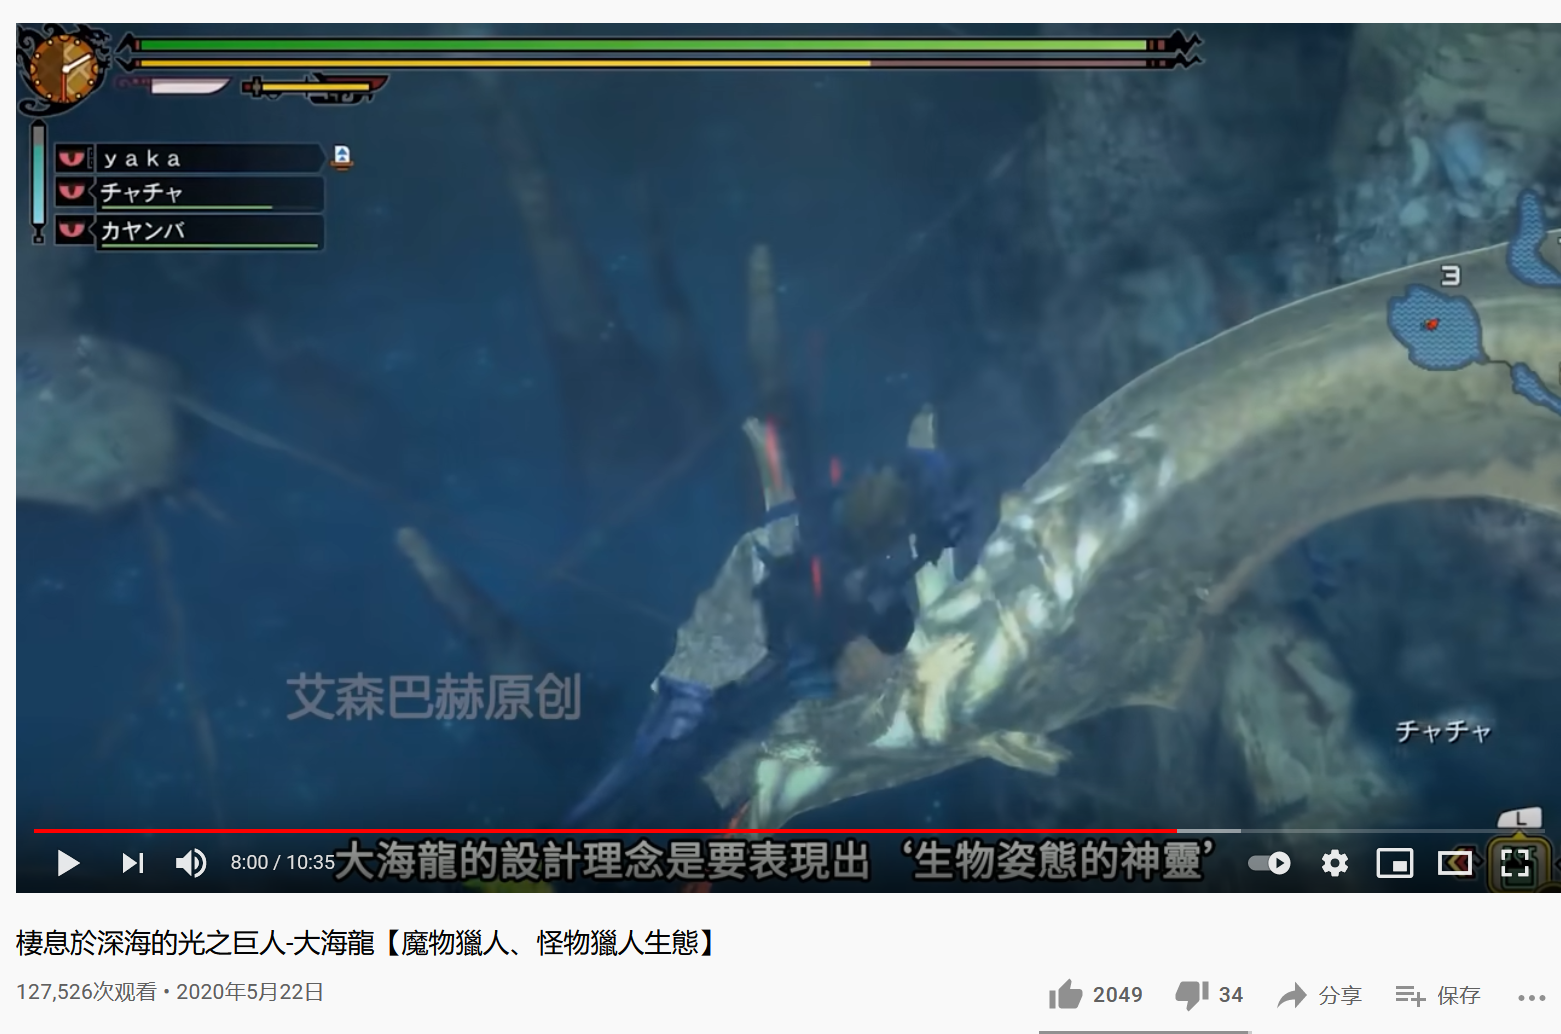 yaka
チャチャ
カヤンバ
3
艾森巴赫原创
チャチャ
L
8:00 / 10:35
大海龍的設計理念是要表現出‘生物姿態的神靈’
棲息於深海的光之巨人-大海龍【魔物獵人、怪物獵人生態】
127,526次观看 • 2020年5月22日
2049
34
分享
保存